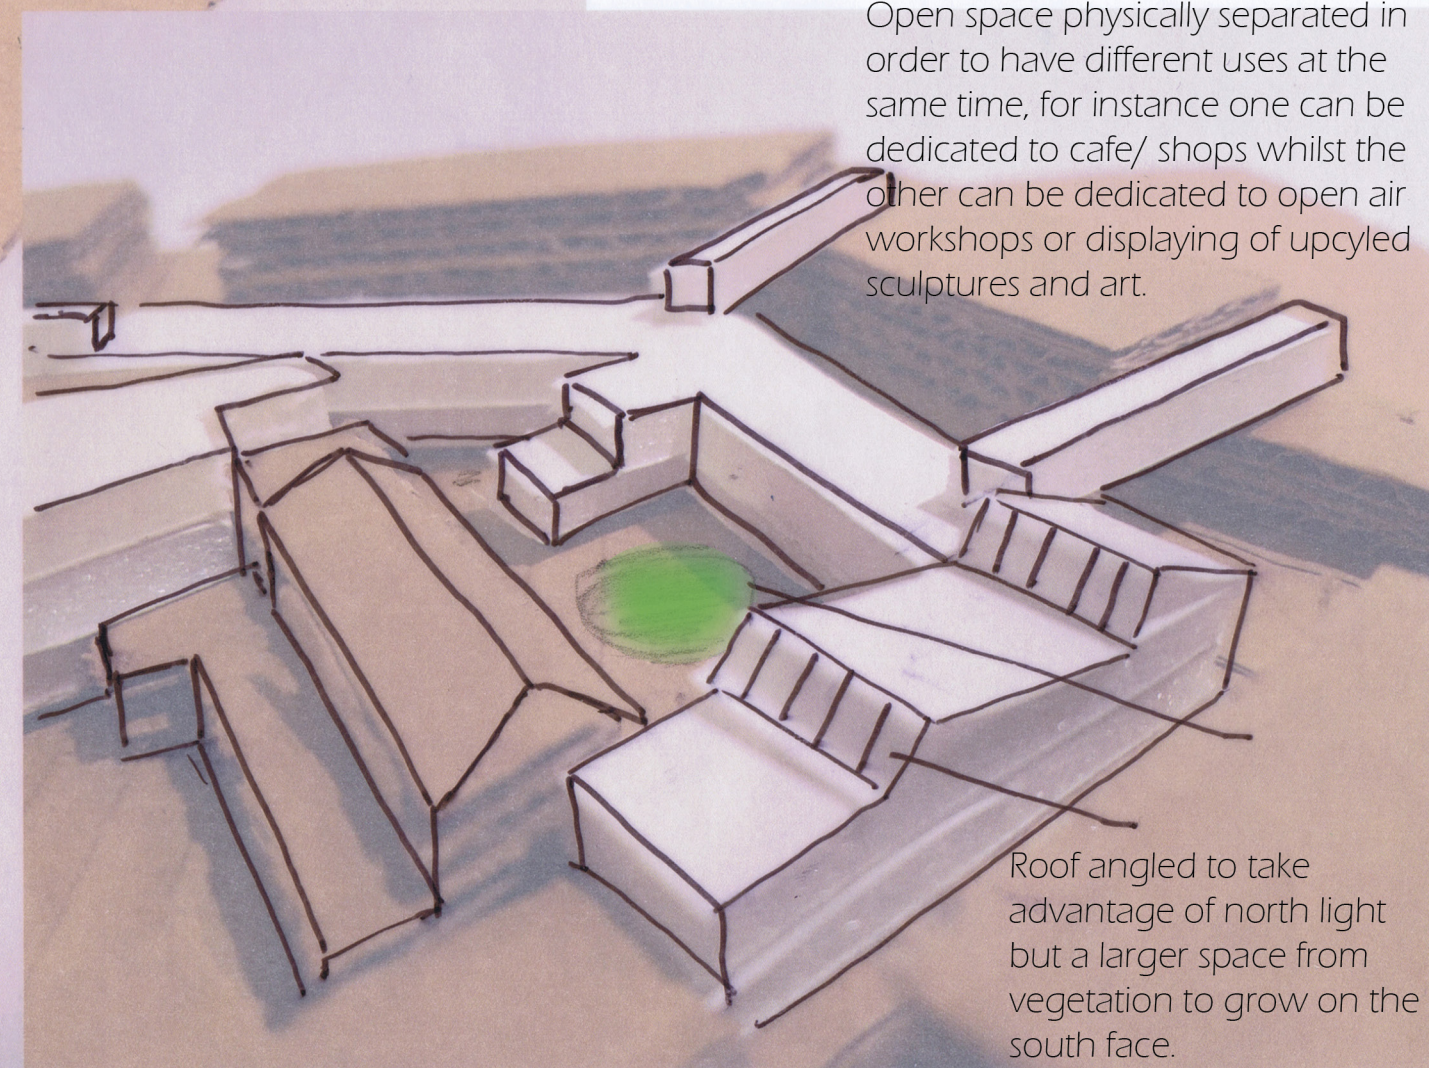 Open space physically separated in
order to have different uses at the
same time, for instance one can be
dedicated to cafe/ shops whilst the
other can be dedicated to open air
workshops or displaying of upcyled
sculptures and art.
Roof angled to take
advantage of north light
but a larger space from
vegetation to grow on the
south face.